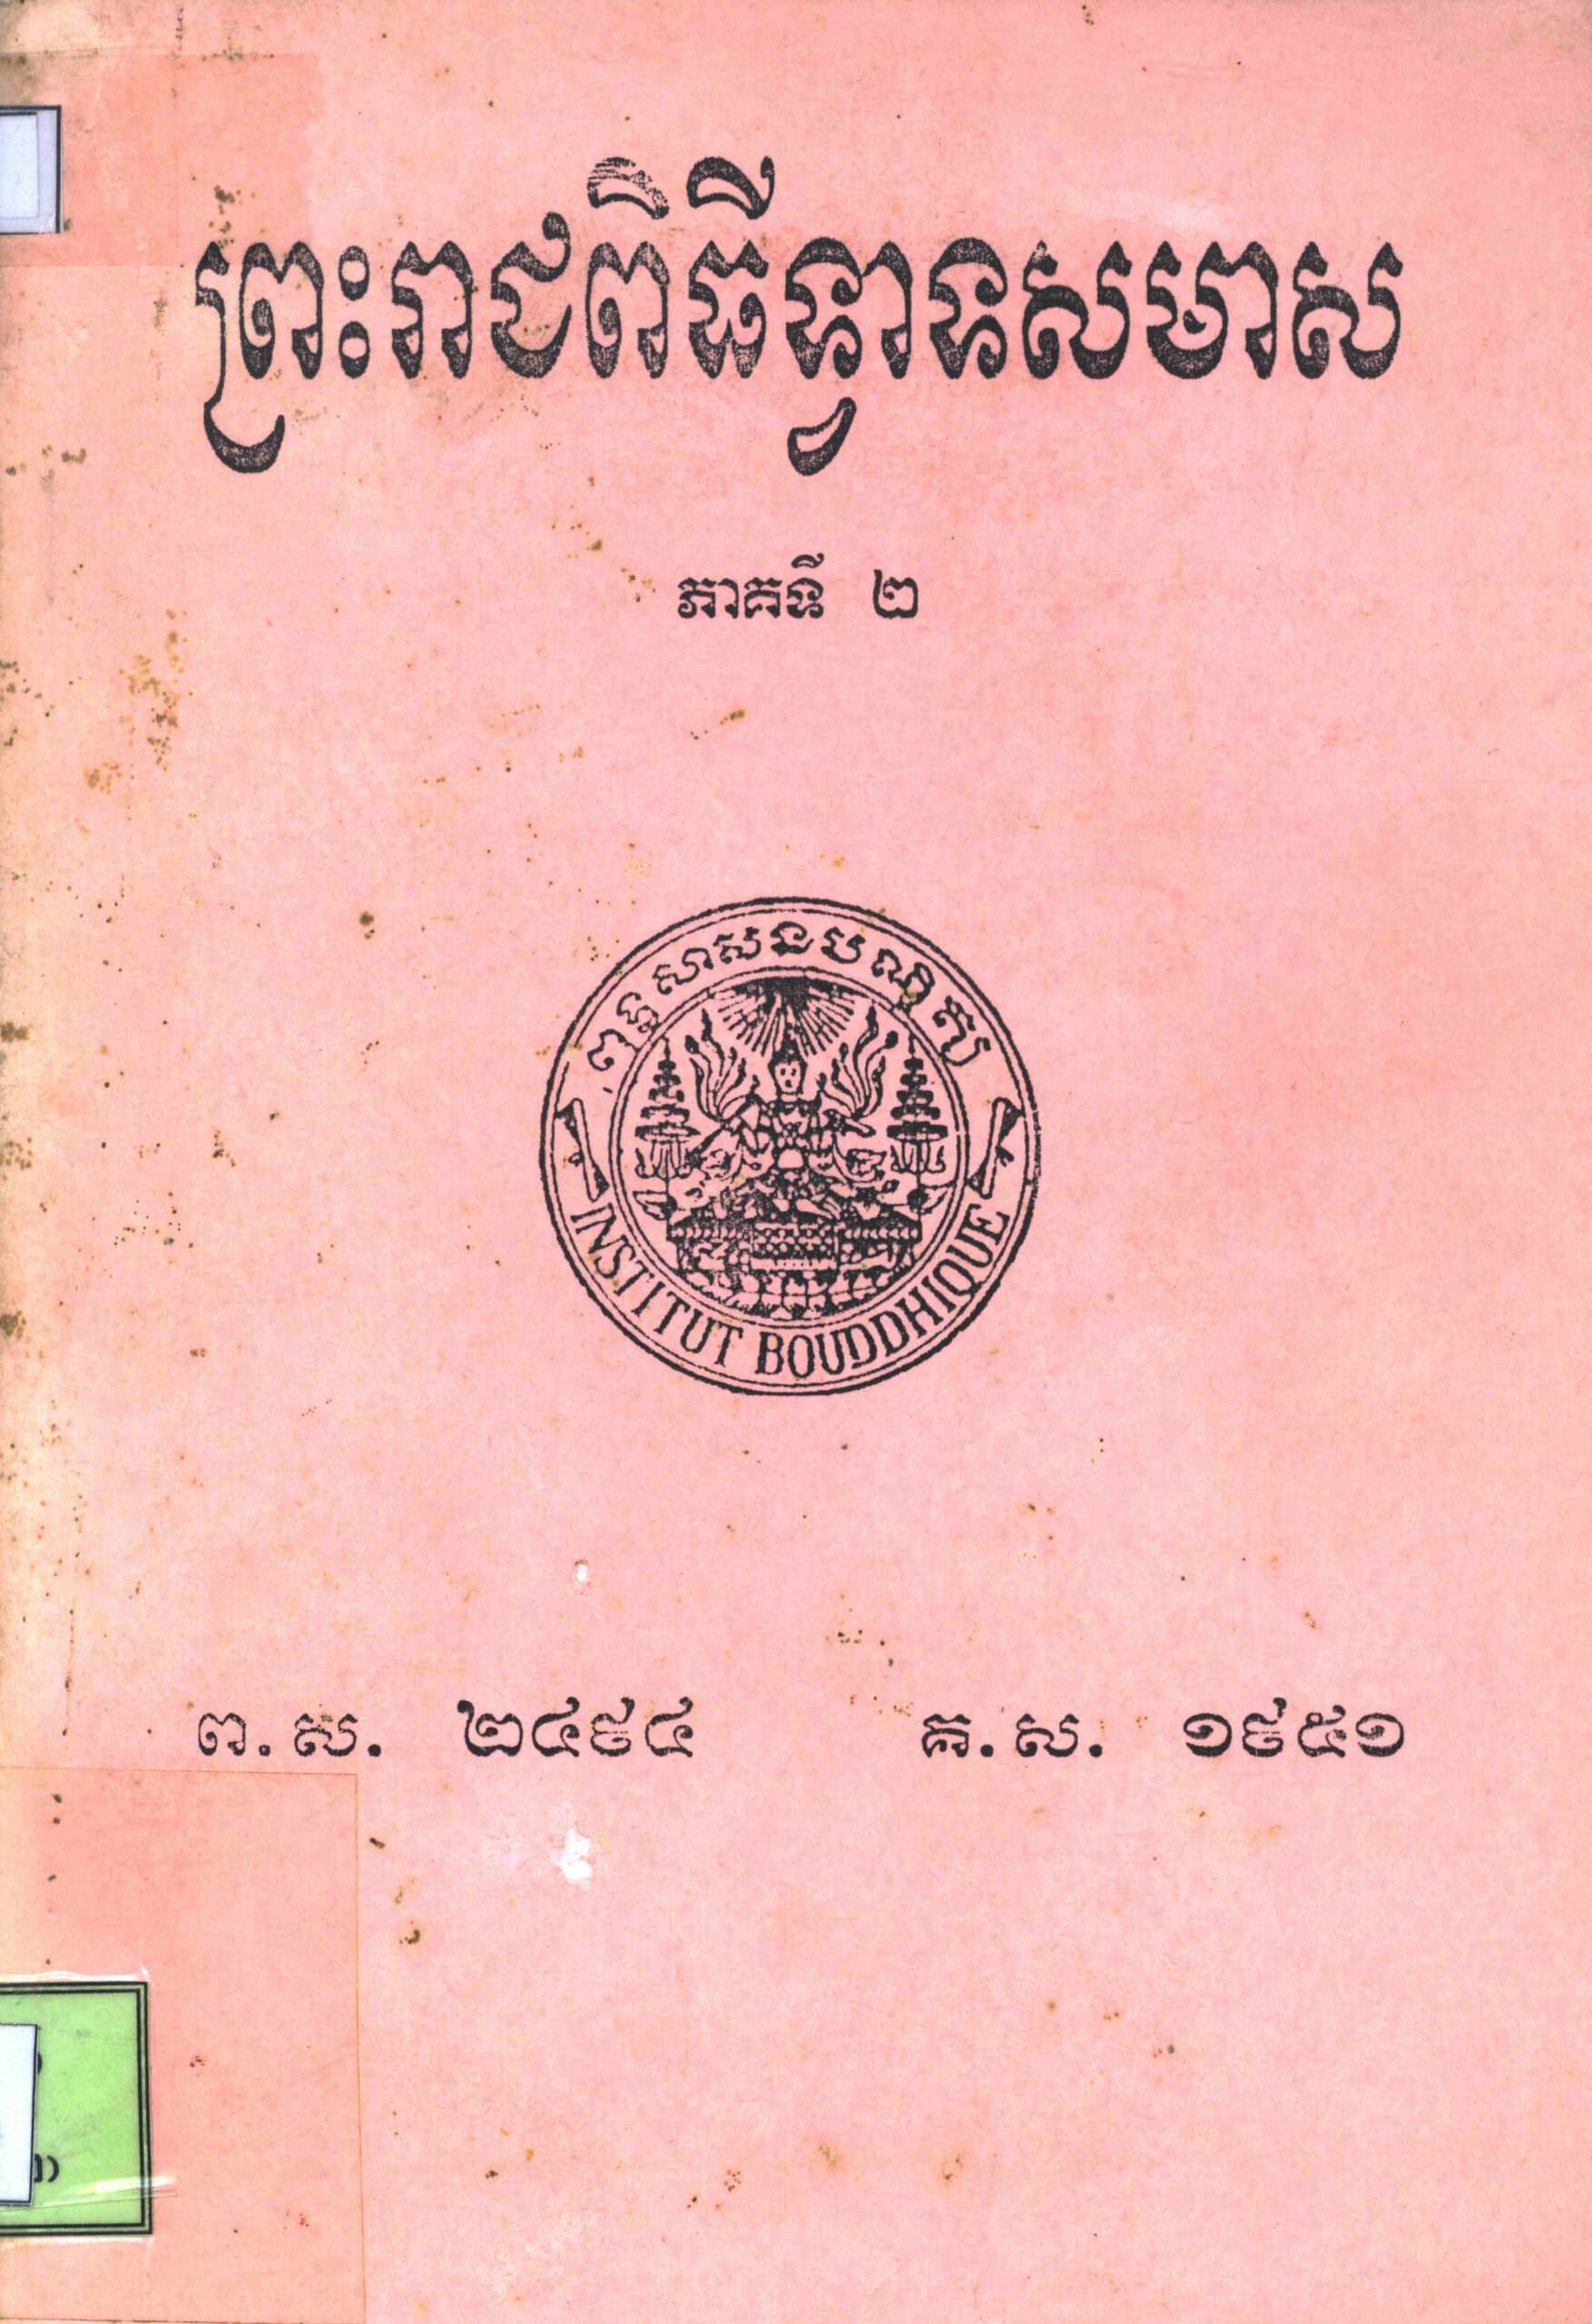 ព្រះរាជពិធីទ្វាទសមាស
ភាគទី ២
ពុទ្ធសាសនបណ្ឌិត្យ
INSTITUT BOUDDHIQUE
ព.ស. ២៤៩៤ គ.ស. ១៩៥១